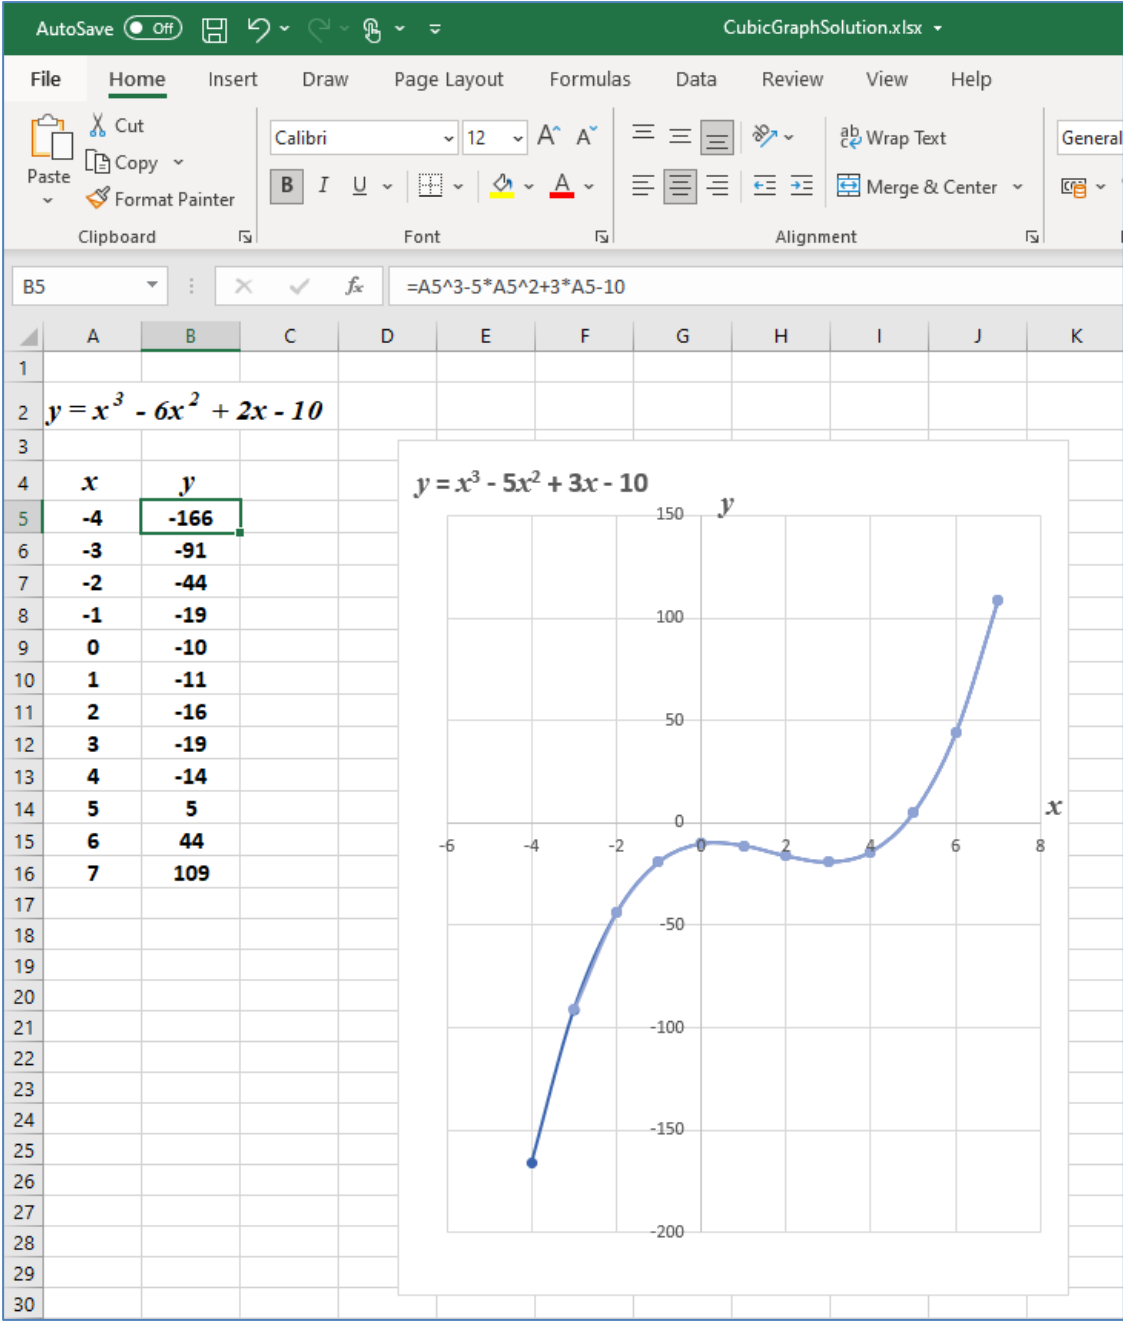 AutoSave Off CubicGraphSolution.xlsx
File Home Insert Draw Page Layout Formulas Data Review View Help
Paste
Cut
Copy
Format Painter
Clipboard
Calibri 12 A^ Aˇ
B I U A
Font
ab Wrap Text
Merge & Center
Alignment
General
B5 fx =A5^3-5*A5^2+3*A5-10
A B C D E F G H I J K
1
2 y = x³ - 6x² + 2x - 10
3
4 x y
5 -4 -166
6 -3 -91
7 -2 -44
8 -1 -19
9 0 -10
10 1 -11
11 2 -16
12 3 -19
13 4 -14
14 5 5
15 6 44
16 7 109
17
18
19
20
21
22
23
24
25
26
27
28
29
30
y = x³ - 5x² + 3x - 10
y
150
100
50
0
-50
-100
-150
-200
-6 -4 -2 0 2 4 6 8
x